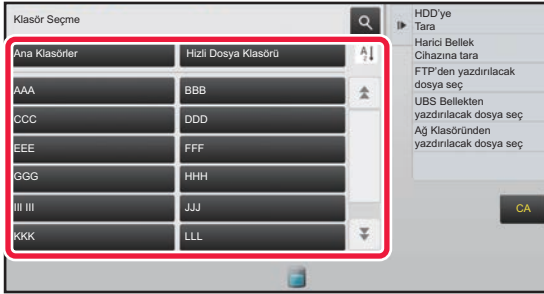 Klasör Seçme
Ana Klasörler
Hizli Dosya Klasörü
AAA
BBB
CCC
DDD
EEE
FFF
GGG
HHH
III III
JJJ
KKK
LLL
HDD'ye
Tara
Harici Bellek
Cihazına tara
FTP'den yazdırılacak
dosya seç
UBS Bellekten
yazdırılacak dosya seç
Ağ Klasöründen
yazdırılacak dosya seç
CA